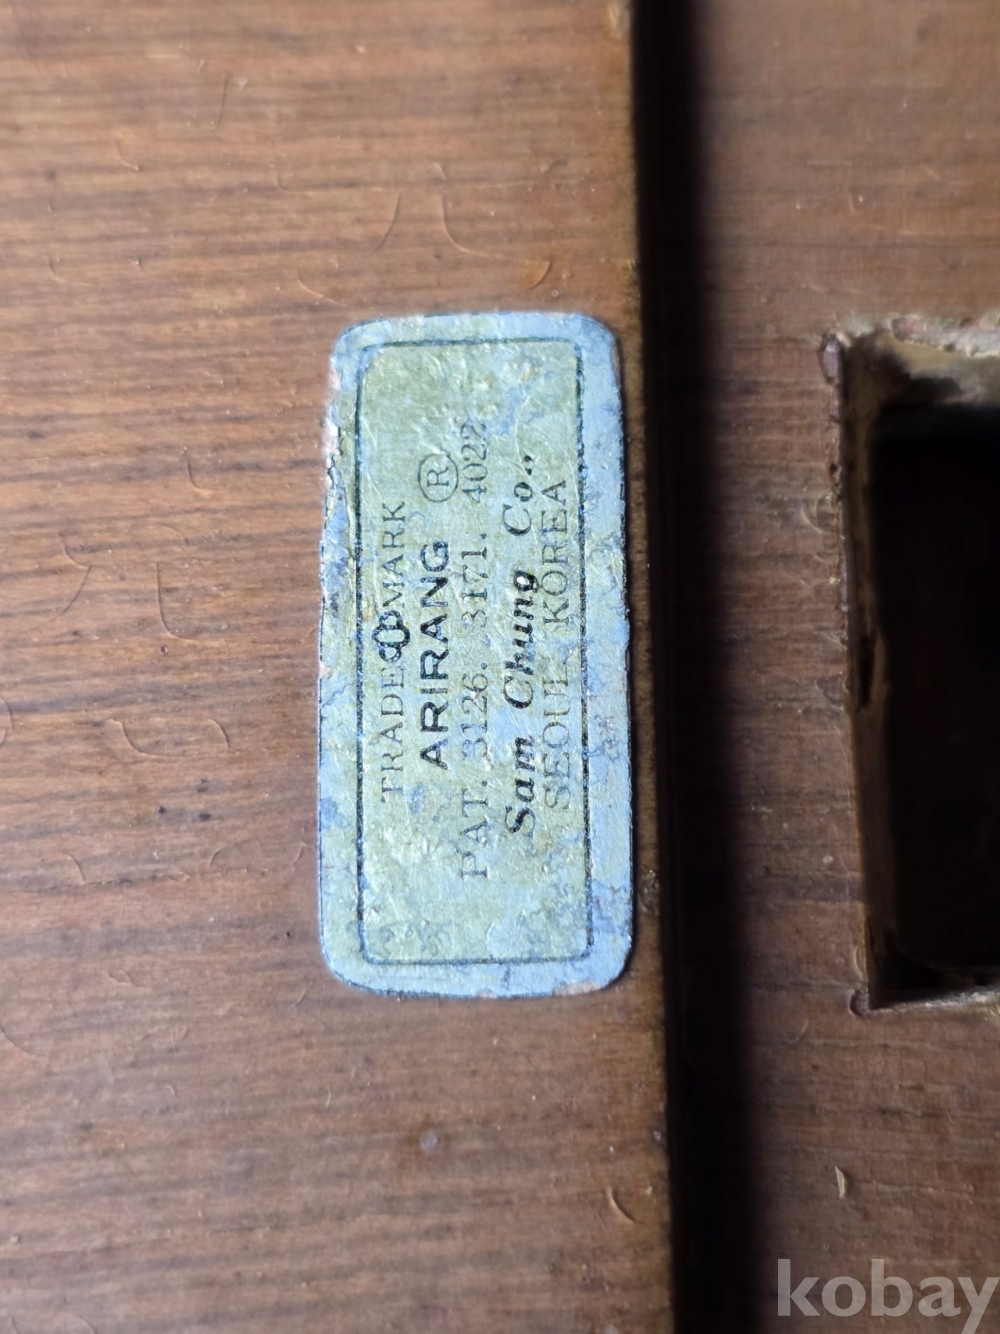 TRADE MARK
ARIRANG ®
PAT. 3126. 3171. 4022
Sam Chung Co.,
SEOUL KOREA
kobay